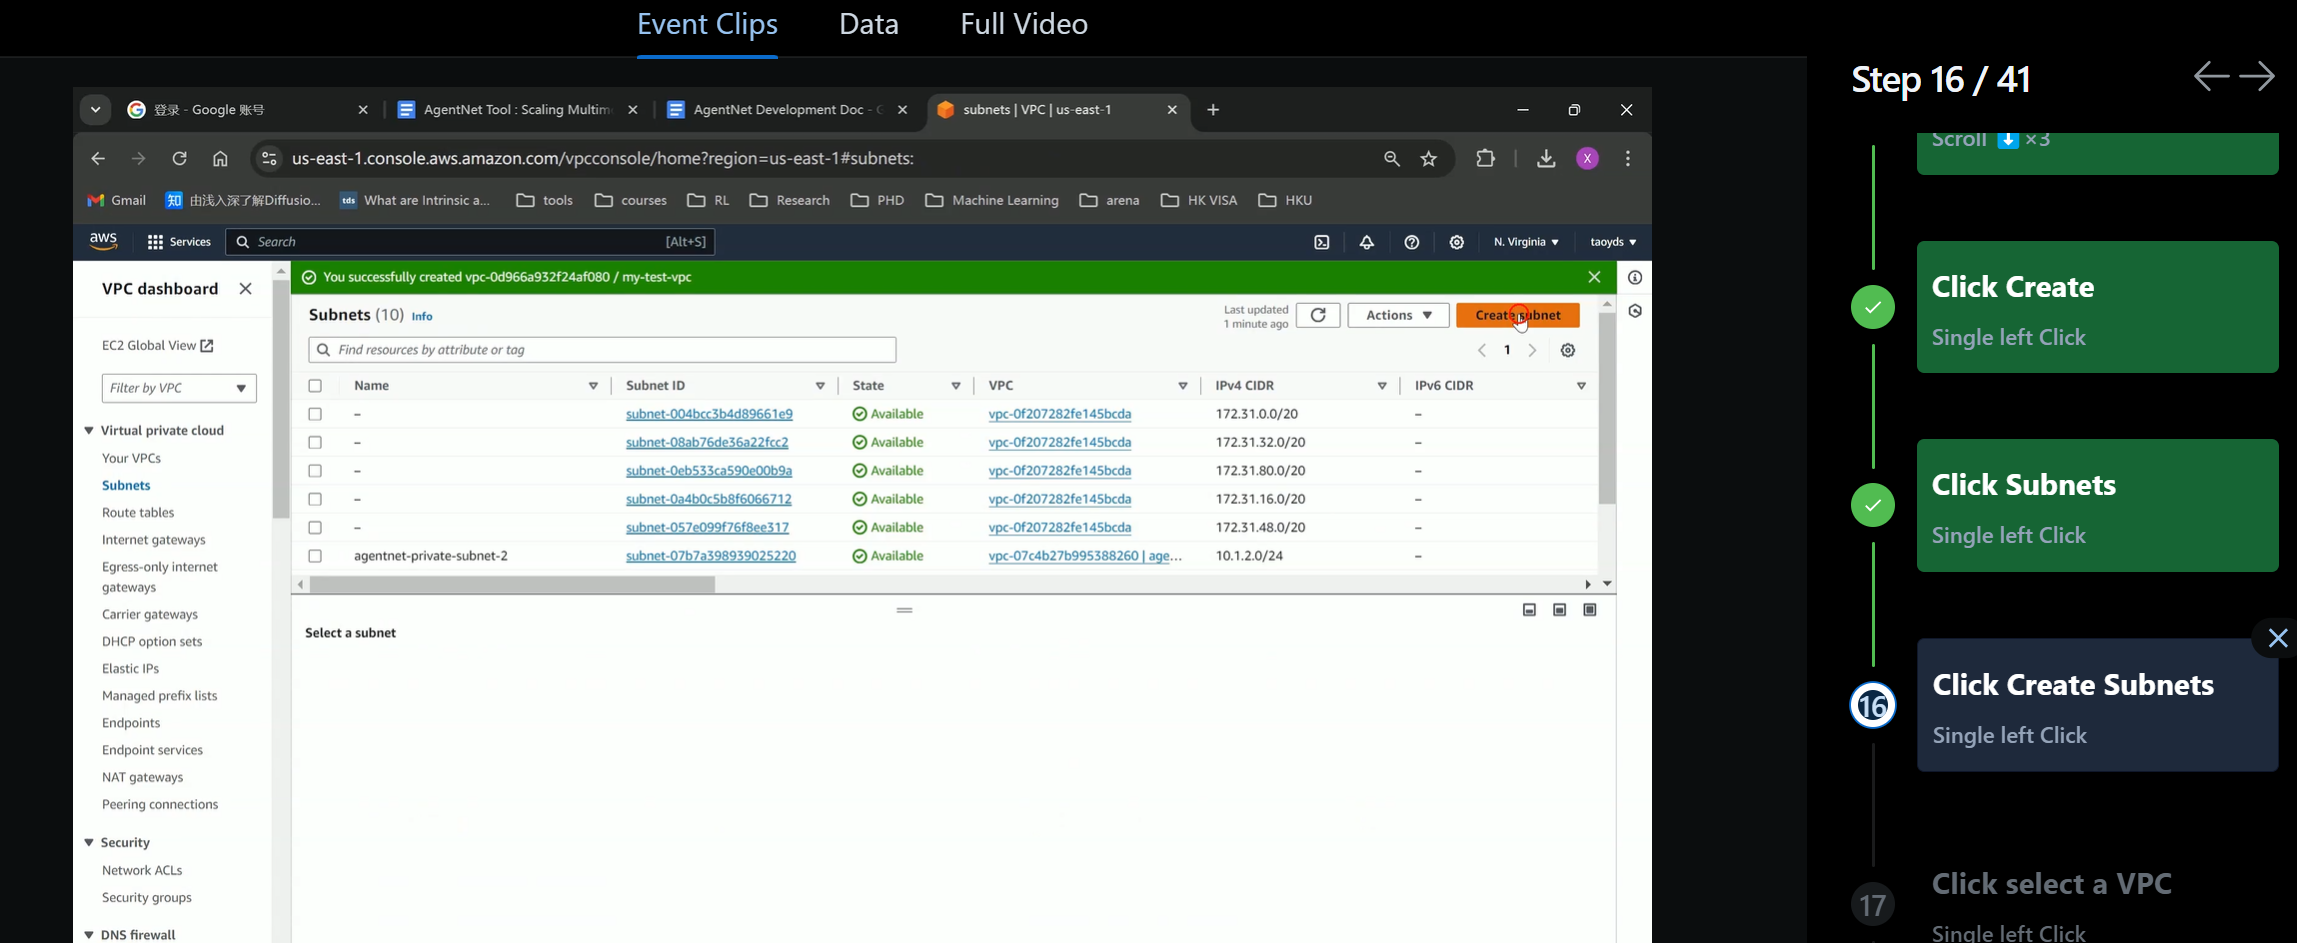 Event Clips Data Full Video
Step 16 / 41
登录 - Google 账号
AgentNet Tool : Scaling Multim
AgentNet Development Doc - G
subnets | VPC | us-east-1
us-east-1.console.aws.amazon.com/vpcconsole/home?region=us-east-1#subnets:
X
Gmail
知 由浅入深了解Diffusio...
tds What are Intrinsic a...
tools
courses
RL
Research
PHD
Machine Learning
arena
HK VISA
HKU
aws Services Search [Alt+S] N. Virginia taoyds
VPC dashboard
EC2 Global View
Filter by VPC
Virtual private cloud
Your VPCs
Subnets
Route tables
Internet gateways
Egress-only internet
gateways
Carrier gateways
DHCP option sets
Elastic IPs
Managed prefix lists
Endpoints
Endpoint services
NAT gateways
Peering connections
Security
Network ACLs
Security groups
DNS firewall
You successfully created vpc-0d966a932f24af080 / my-test-vpc
Subnets (10) Info
Last updated
1 minute ago
Actions
Create subnet
Find resources by attribute or tag
1
Name Subnet ID State VPC IPv4 CIDR IPv6 CIDR
– subnet-004bcc3b4d89661e9 Available vpc-0f207282fe145bcda 172.31.0.0/20 –
– subnet-08ab76de36a22fcc2 Available vpc-0f207282fe145bcda 172.31.32.0/20 –
– subnet-0eb533ca590e00b9a Available vpc-0f207282fe145bcda 172.31.80.0/20 –
– subnet-0a4b0c5b8f6066712 Available vpc-0f207282fe145bcda 172.31.16.0/20 –
– subnet-057e099f76f8ee317 Available vpc-0f207282fe145bcda 172.31.48.0/20 –
agentnet-private-subnet-2 subnet-07b7a398939025220 Available vpc-07c4b27b995388260 | age... 10.1.2.0/24 –
Select a subnet
Scroll ⬇️ ×3
Click Create
Single left Click
Click Subnets
Single left Click
16
Click Create Subnets
Single left Click
17
Click select a VPC
Single left Click